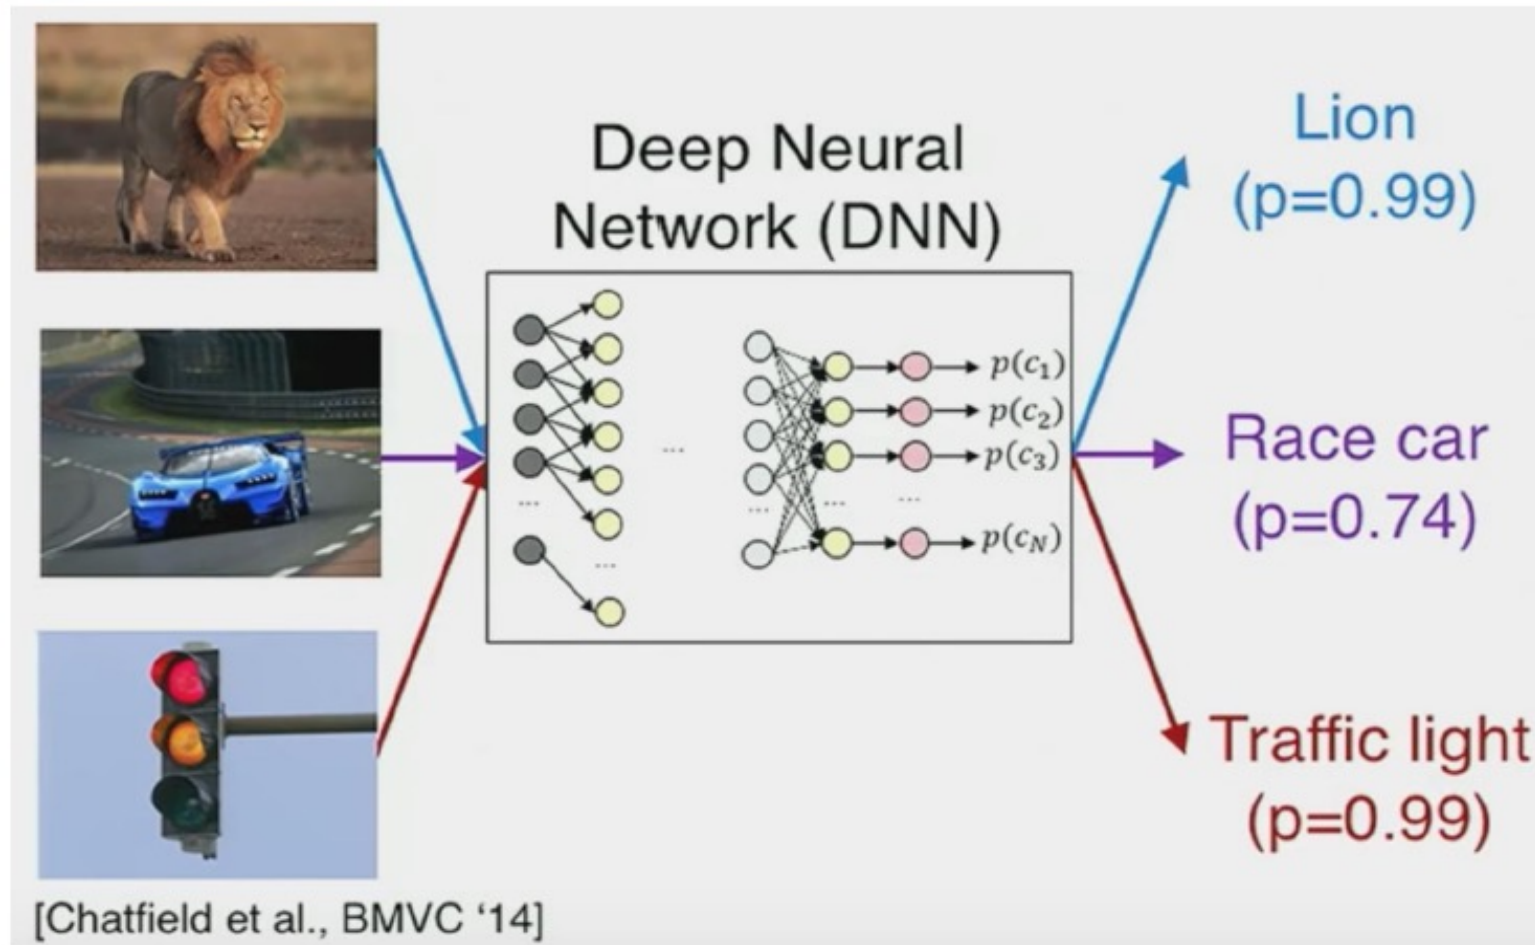 Deep Neural
Network (DNN)
Lion
(p=0.99)
p(c₁)
p(c₂)
p(c₃)
...
...
...
...
...
...
p(c_N)
Race car
(p=0.74)
Traffic light
(p=0.99)
[Chatfield et al., BMVC ‘14]